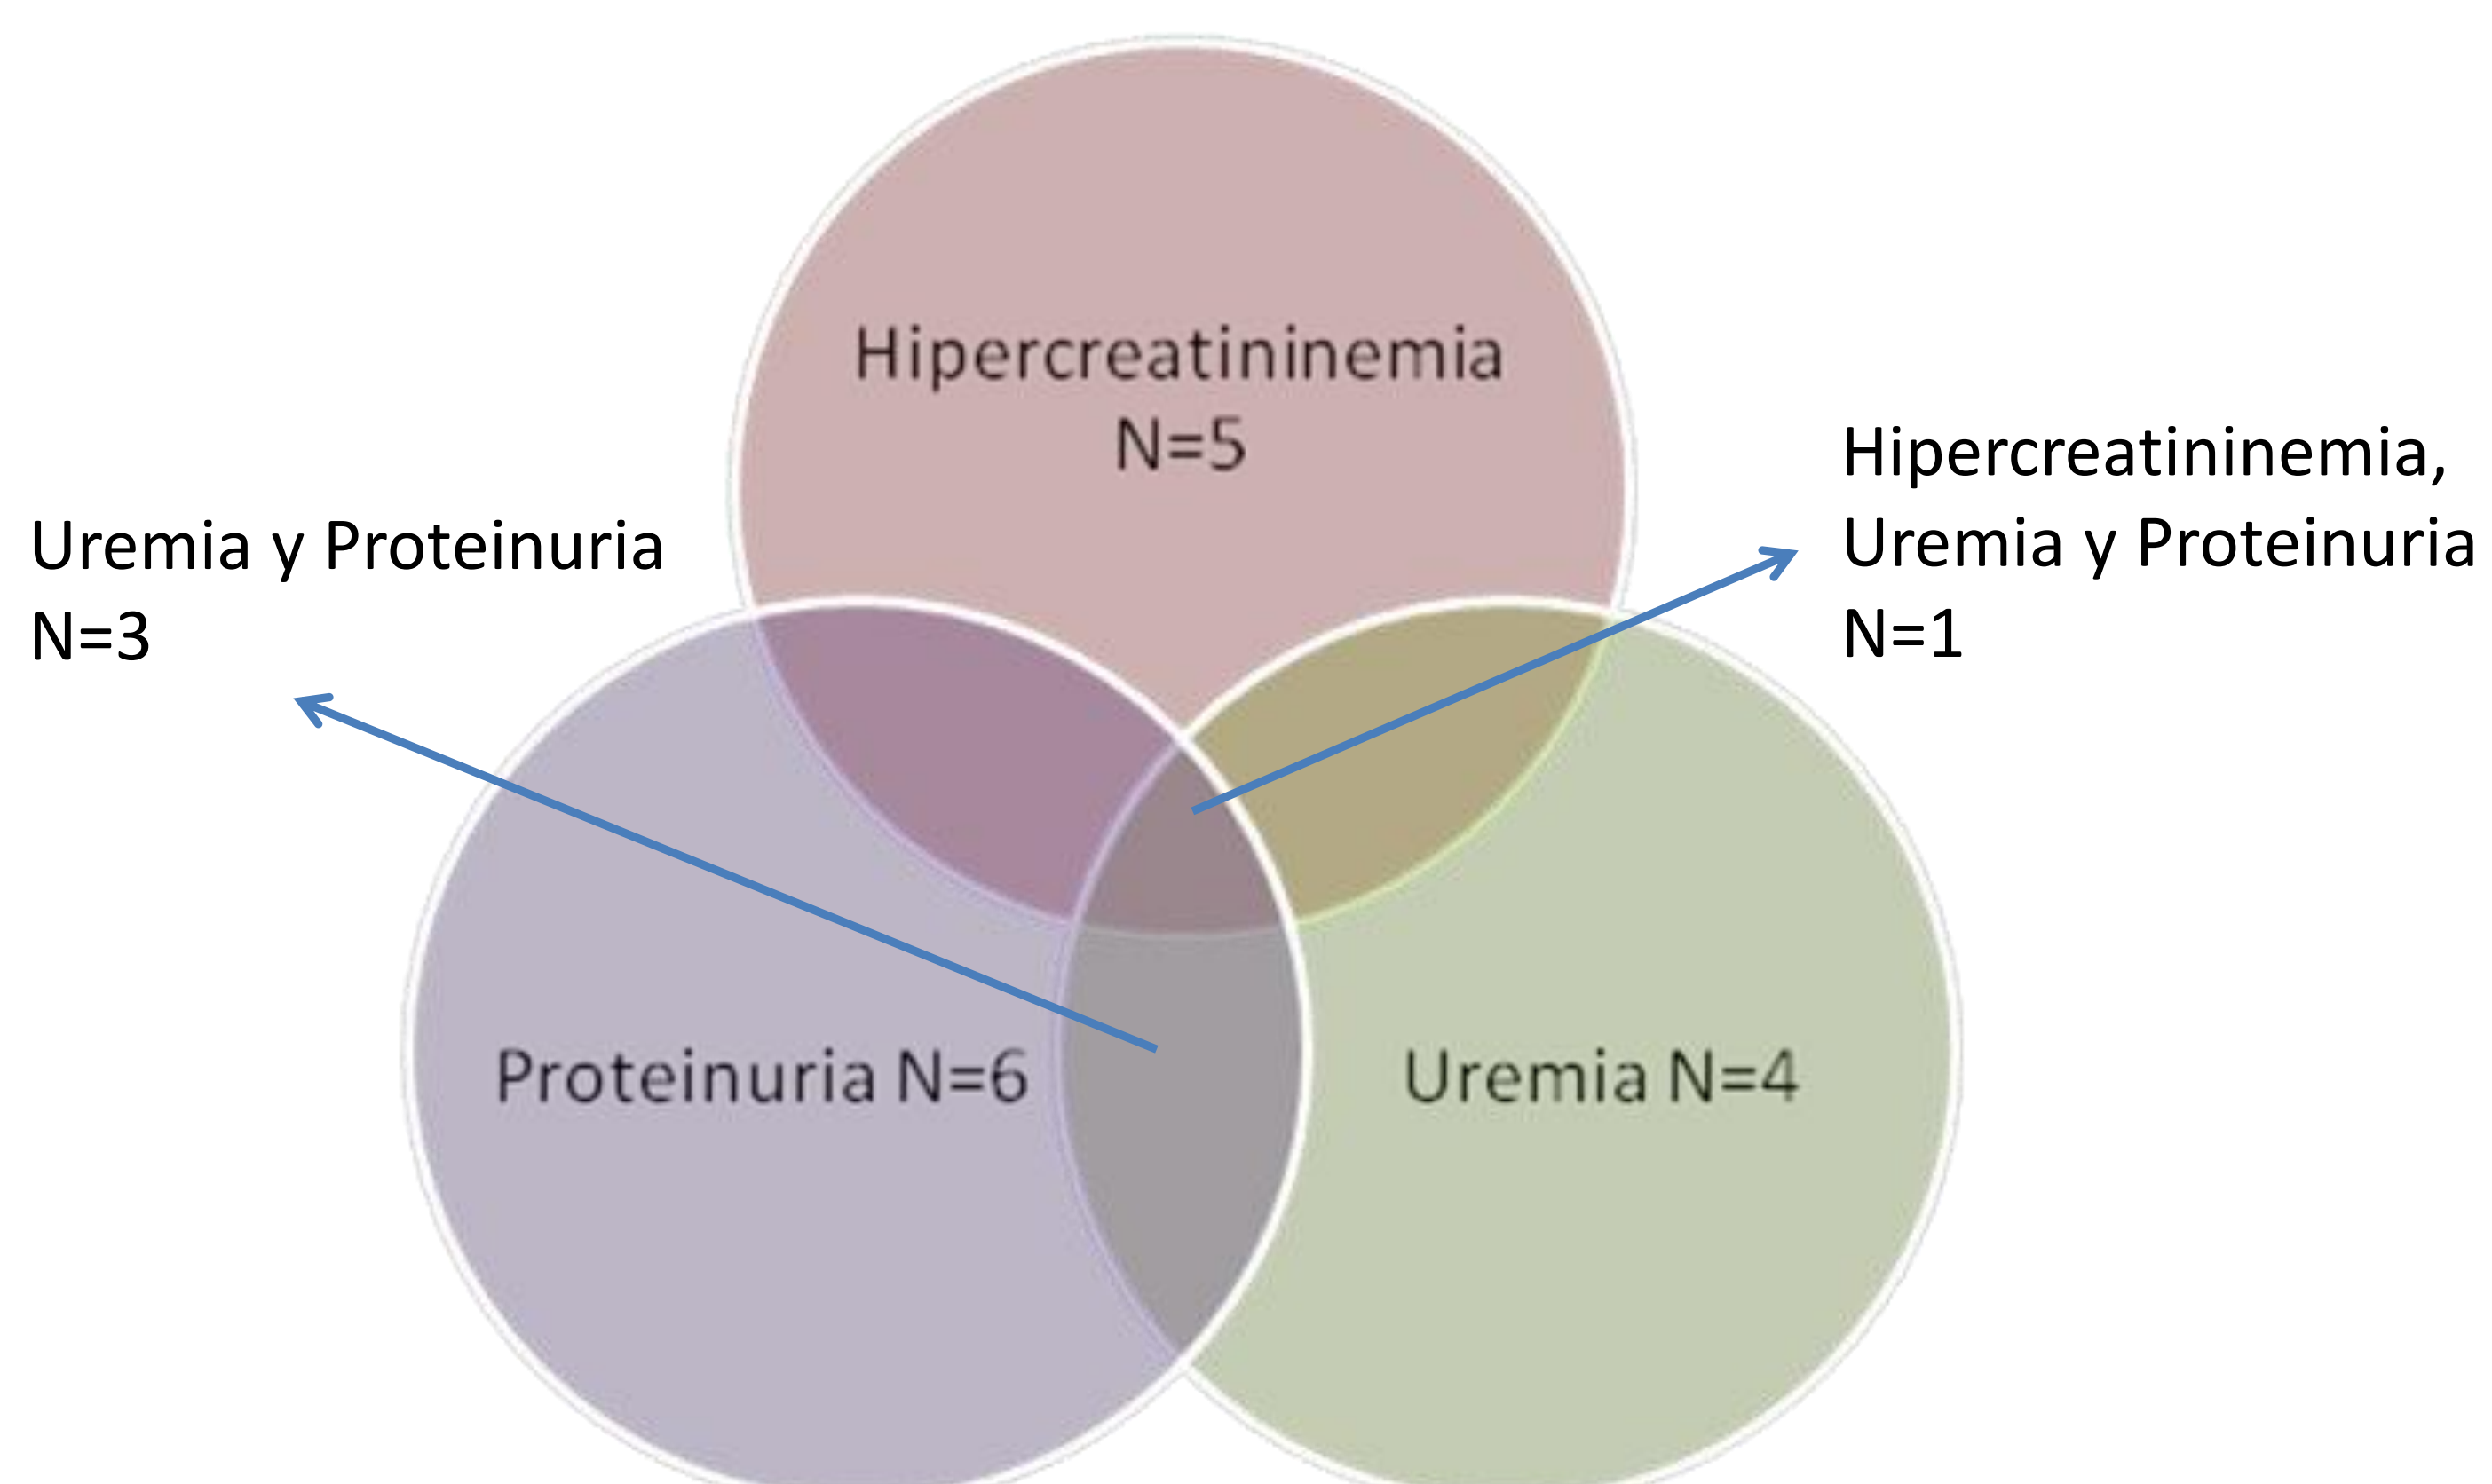 Hipercreatininemia
N=5
Uremia y Proteinuria
N=3
Hipercreatininemia,
Uremia y Proteinuria
N=1
Proteinuria N=6
Uremia N=4